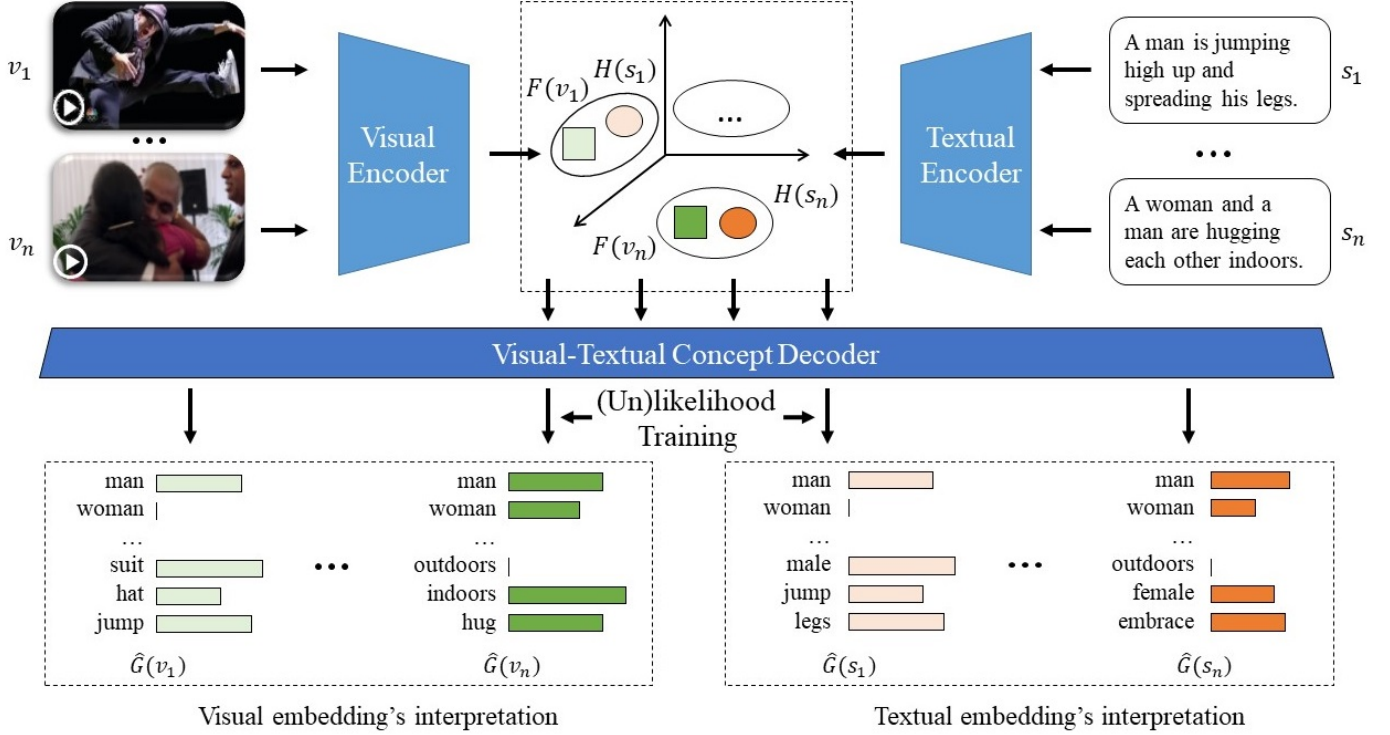 v₁
Visual
Encoder
F(v₁)
H(s₁)
...
Textual
Encoder
A man is jumping
high up and
spreading his legs.
s₁
...
...
vₙ
F(vₙ)
H(sₙ)
A woman and a
man are hugging
each other indoors.
sₙ
Visual-Textual Concept Decoder
(Un)likelihood
Training
man
woman
...
suit
hat
jump
Ĝ(v₁)
...
man
woman
...
outdoors
indoors
hug
Ĝ(vₙ)
man
woman
...
male
jump
legs
Ĝ(s₁)
...
man
woman
...
outdoors
female
embrace
Ĝ(sₙ)
Visual embedding’s interpretation
Textual embedding’s interpretation